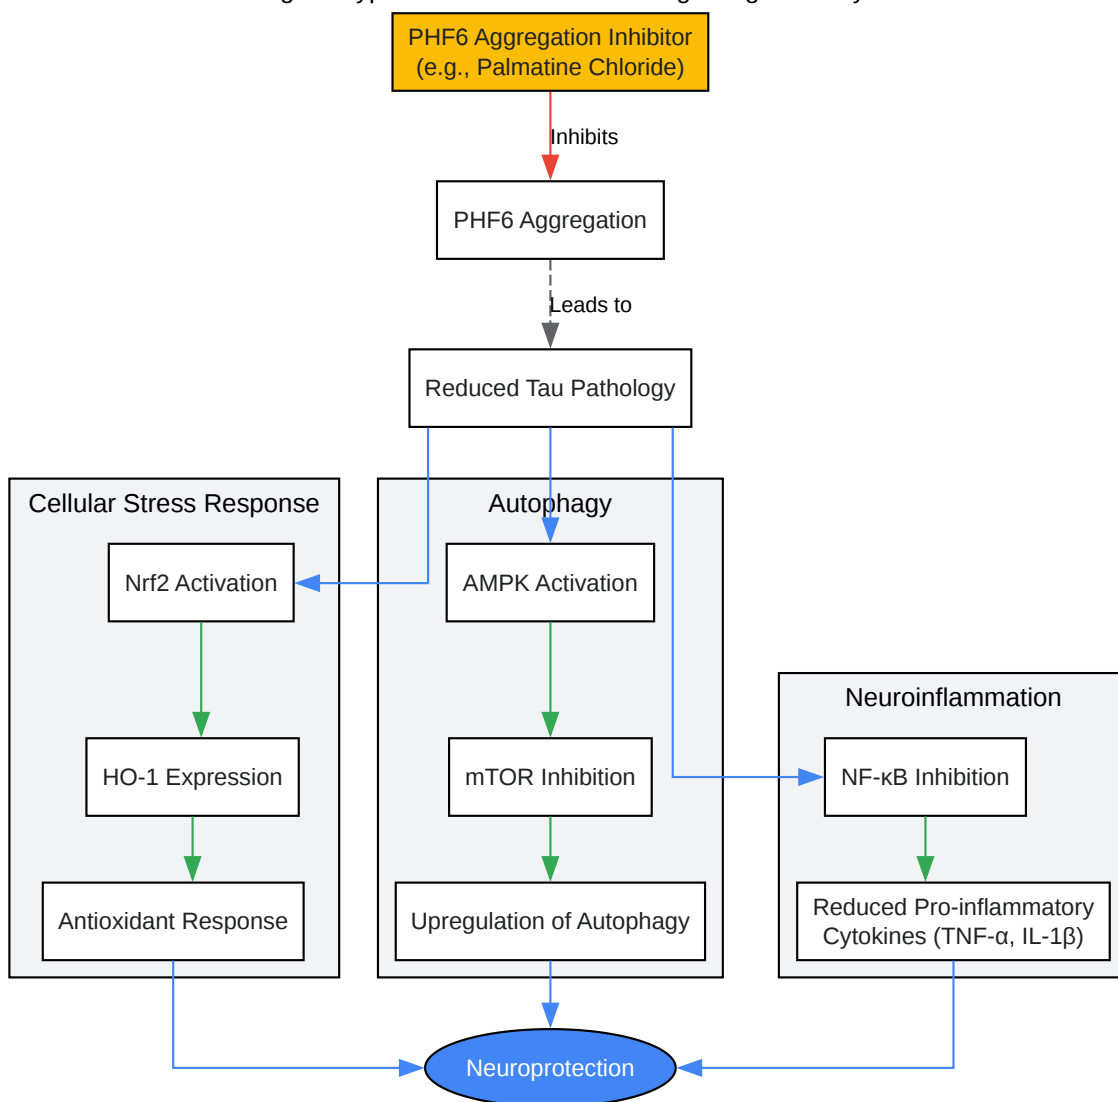 PHF6 Aggregation Inhibitor
(e.g., Palmatine Chloride)
Inhibits
PHF6 Aggregation
Leads to
Reduced Tau Pathology
Cellular Stress Response
Autophagy
Nrf2 Activation
AMPK Activation
Neuroinflammation
HO-1 Expression
mTOR Inhibition
NF-κB Inhibition
Antioxidant Response
Upregulation of Autophagy
Reduced Pro-inflammatory
Cytokines (TNF-α, IL-1β)
Neuroprotection